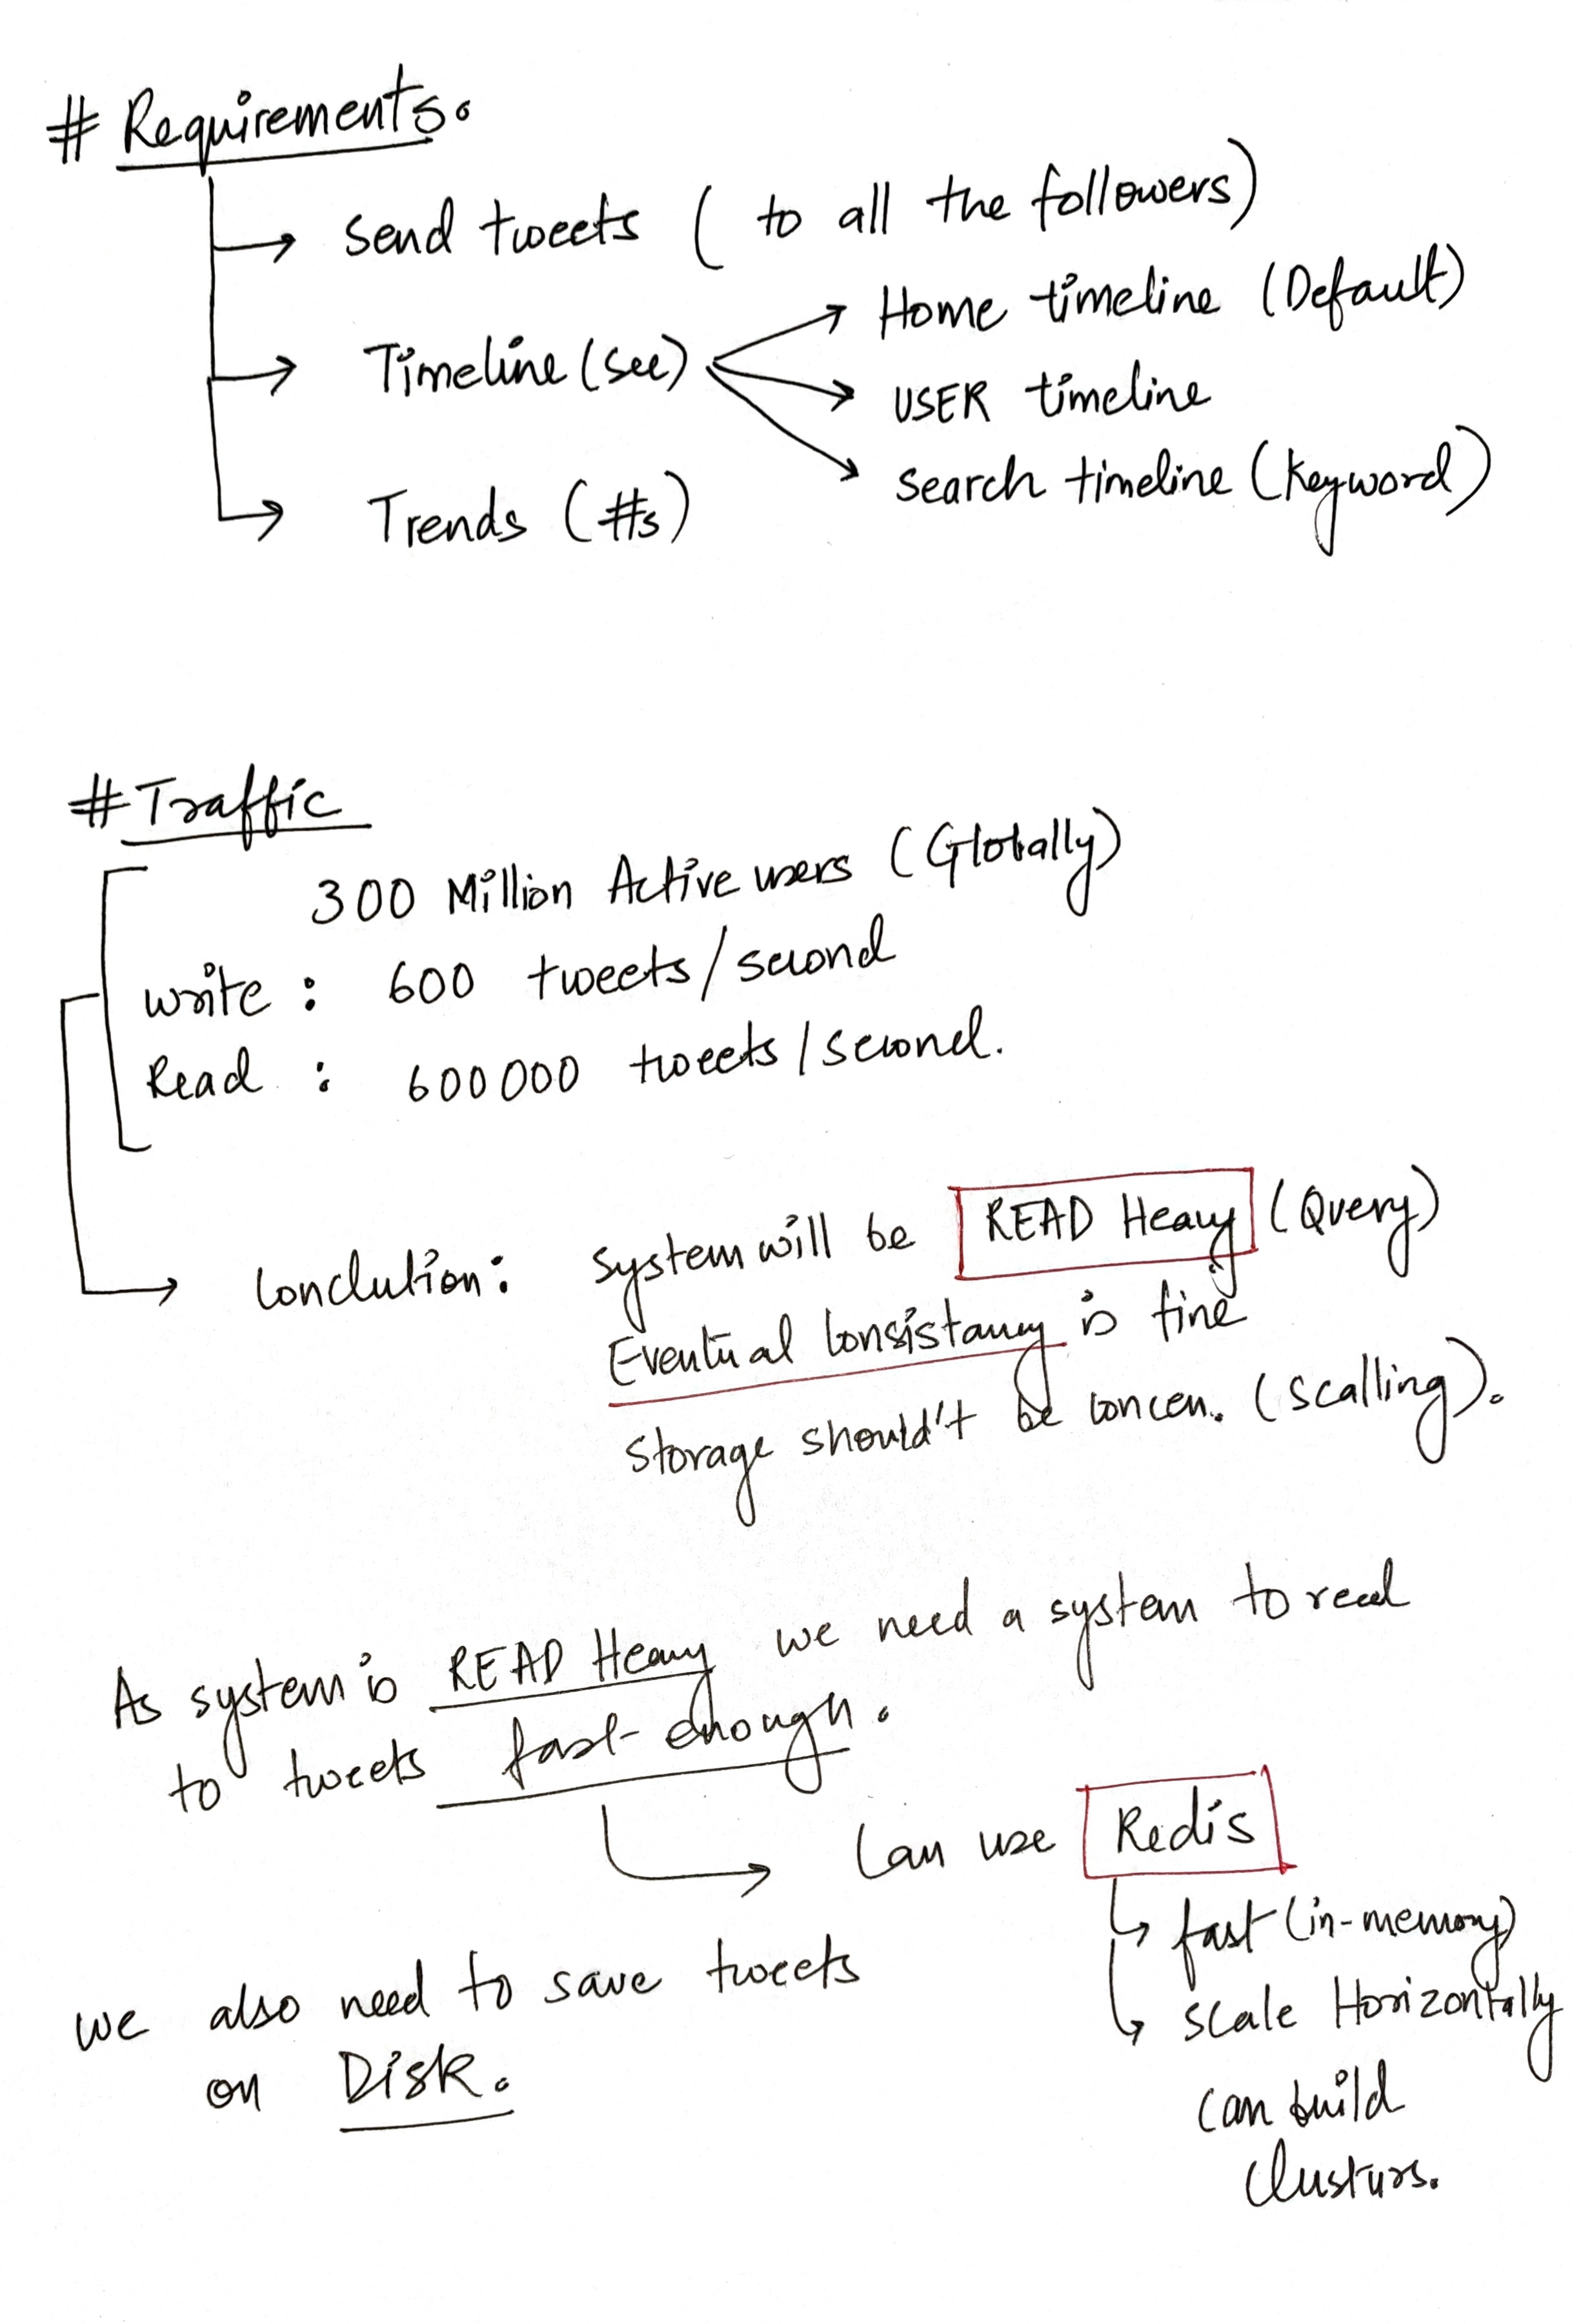 # Requirements.
Send tweets ( to all the followers)
Timeline (see)
Home timeline (Default)
USER timeline
Search timeline (Keyword)
Trends (#s)
# Traffic
300 Million Active users (Globally)
write : 600 tweets/second
Read : 600000 tweets/second.
Conclution: System will be READ Heavy (Query)
Eventual Consistancy is fine
Storage should't be concern. (Scalling).
As system is READ Heavy we need a system to read
to tweets fast enough.
Can use Redis
fast (in-memory)
scale Horizontally
can build
Clusturs.
we also need to save tweets
on Disk.